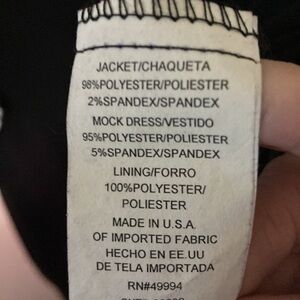 JACKET/CHAQUETA
98%POLYESTER/POLIESTER
2%SPANDEX/SPANDEX
MOCK DRESS/VESTIDO
95%POLYESTER/POLIESTER
5%SPANDEX/SPANDEX
LINING/FORRO
100%POLYESTER/
POLIESTER
MADE IN U.S.A.
OF IMPORTED FABRIC
HECHO EN EE.UU
DE TELA IMPORTADA
RN#49994